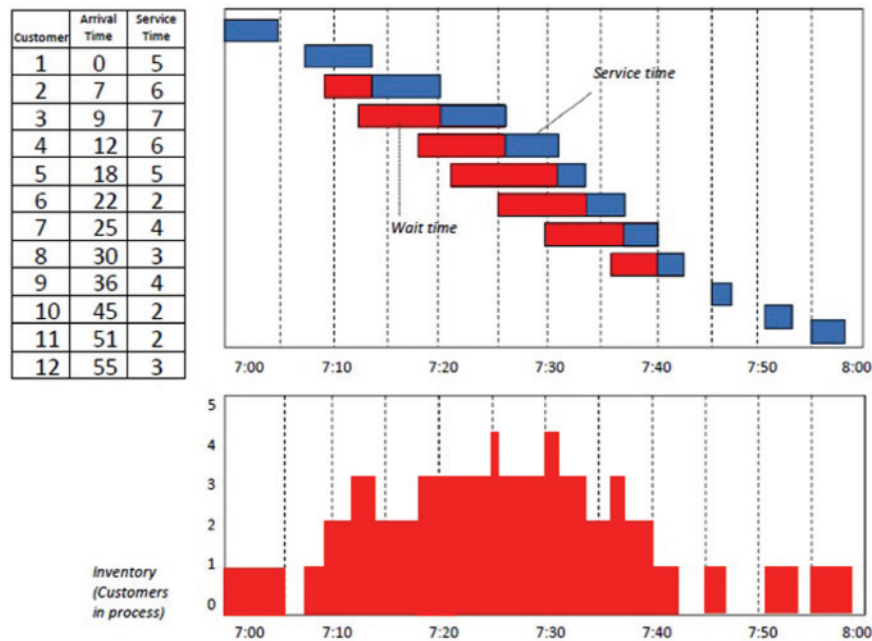 Customer Arrival Time Service Time
1 0 5
2 7 6
3 9 7
4 12 6
5 18 5
6 22 2
7 25 4
8 30 3
9 36 4
10 45 2
11 51 2
12 55 3
Service time
Wait time
7:00 7:10 7:20 7:30 7:40 7:50 8:00
5
4
3
2
1
0
Inventory
(Customers
in process)
7:00 7:10 7:20 7:30 7:40 7:50 8:00